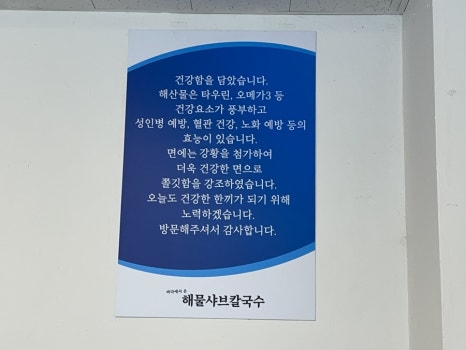 건강함을 담았습니다.
해산물은 타우린, 오메가3 등
건강요소가 풍부하고
성인병 예방, 혈관 건강, 노화 예방 등의
효능이 있습니다.
면에는 강황을 첨가하여
더욱 건강한 면으로
쫄깃함을 강조하였습니다.
오늘도 건강한 한끼가 되기 위해
노력하겠습니다.
방문해주셔서 감사합니다.
바다에서 온
해물샤브칼국수